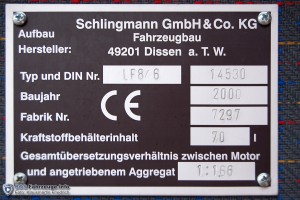 Schlingmann GmbH & Co. KG
Aufbau
Fahrzeugbau
Hersteller:
49201 Dissen a. T. W.
Typ und DIN Nr. LF8/6 14530
Baujahr 2000
CE
Fabrik Nr. 7297
Kraftstoffbehälterinhalt 70 l
Gesamtübersetzungsverhältnis zwischen Motor
und angetriebenem Aggregat 1:1,66